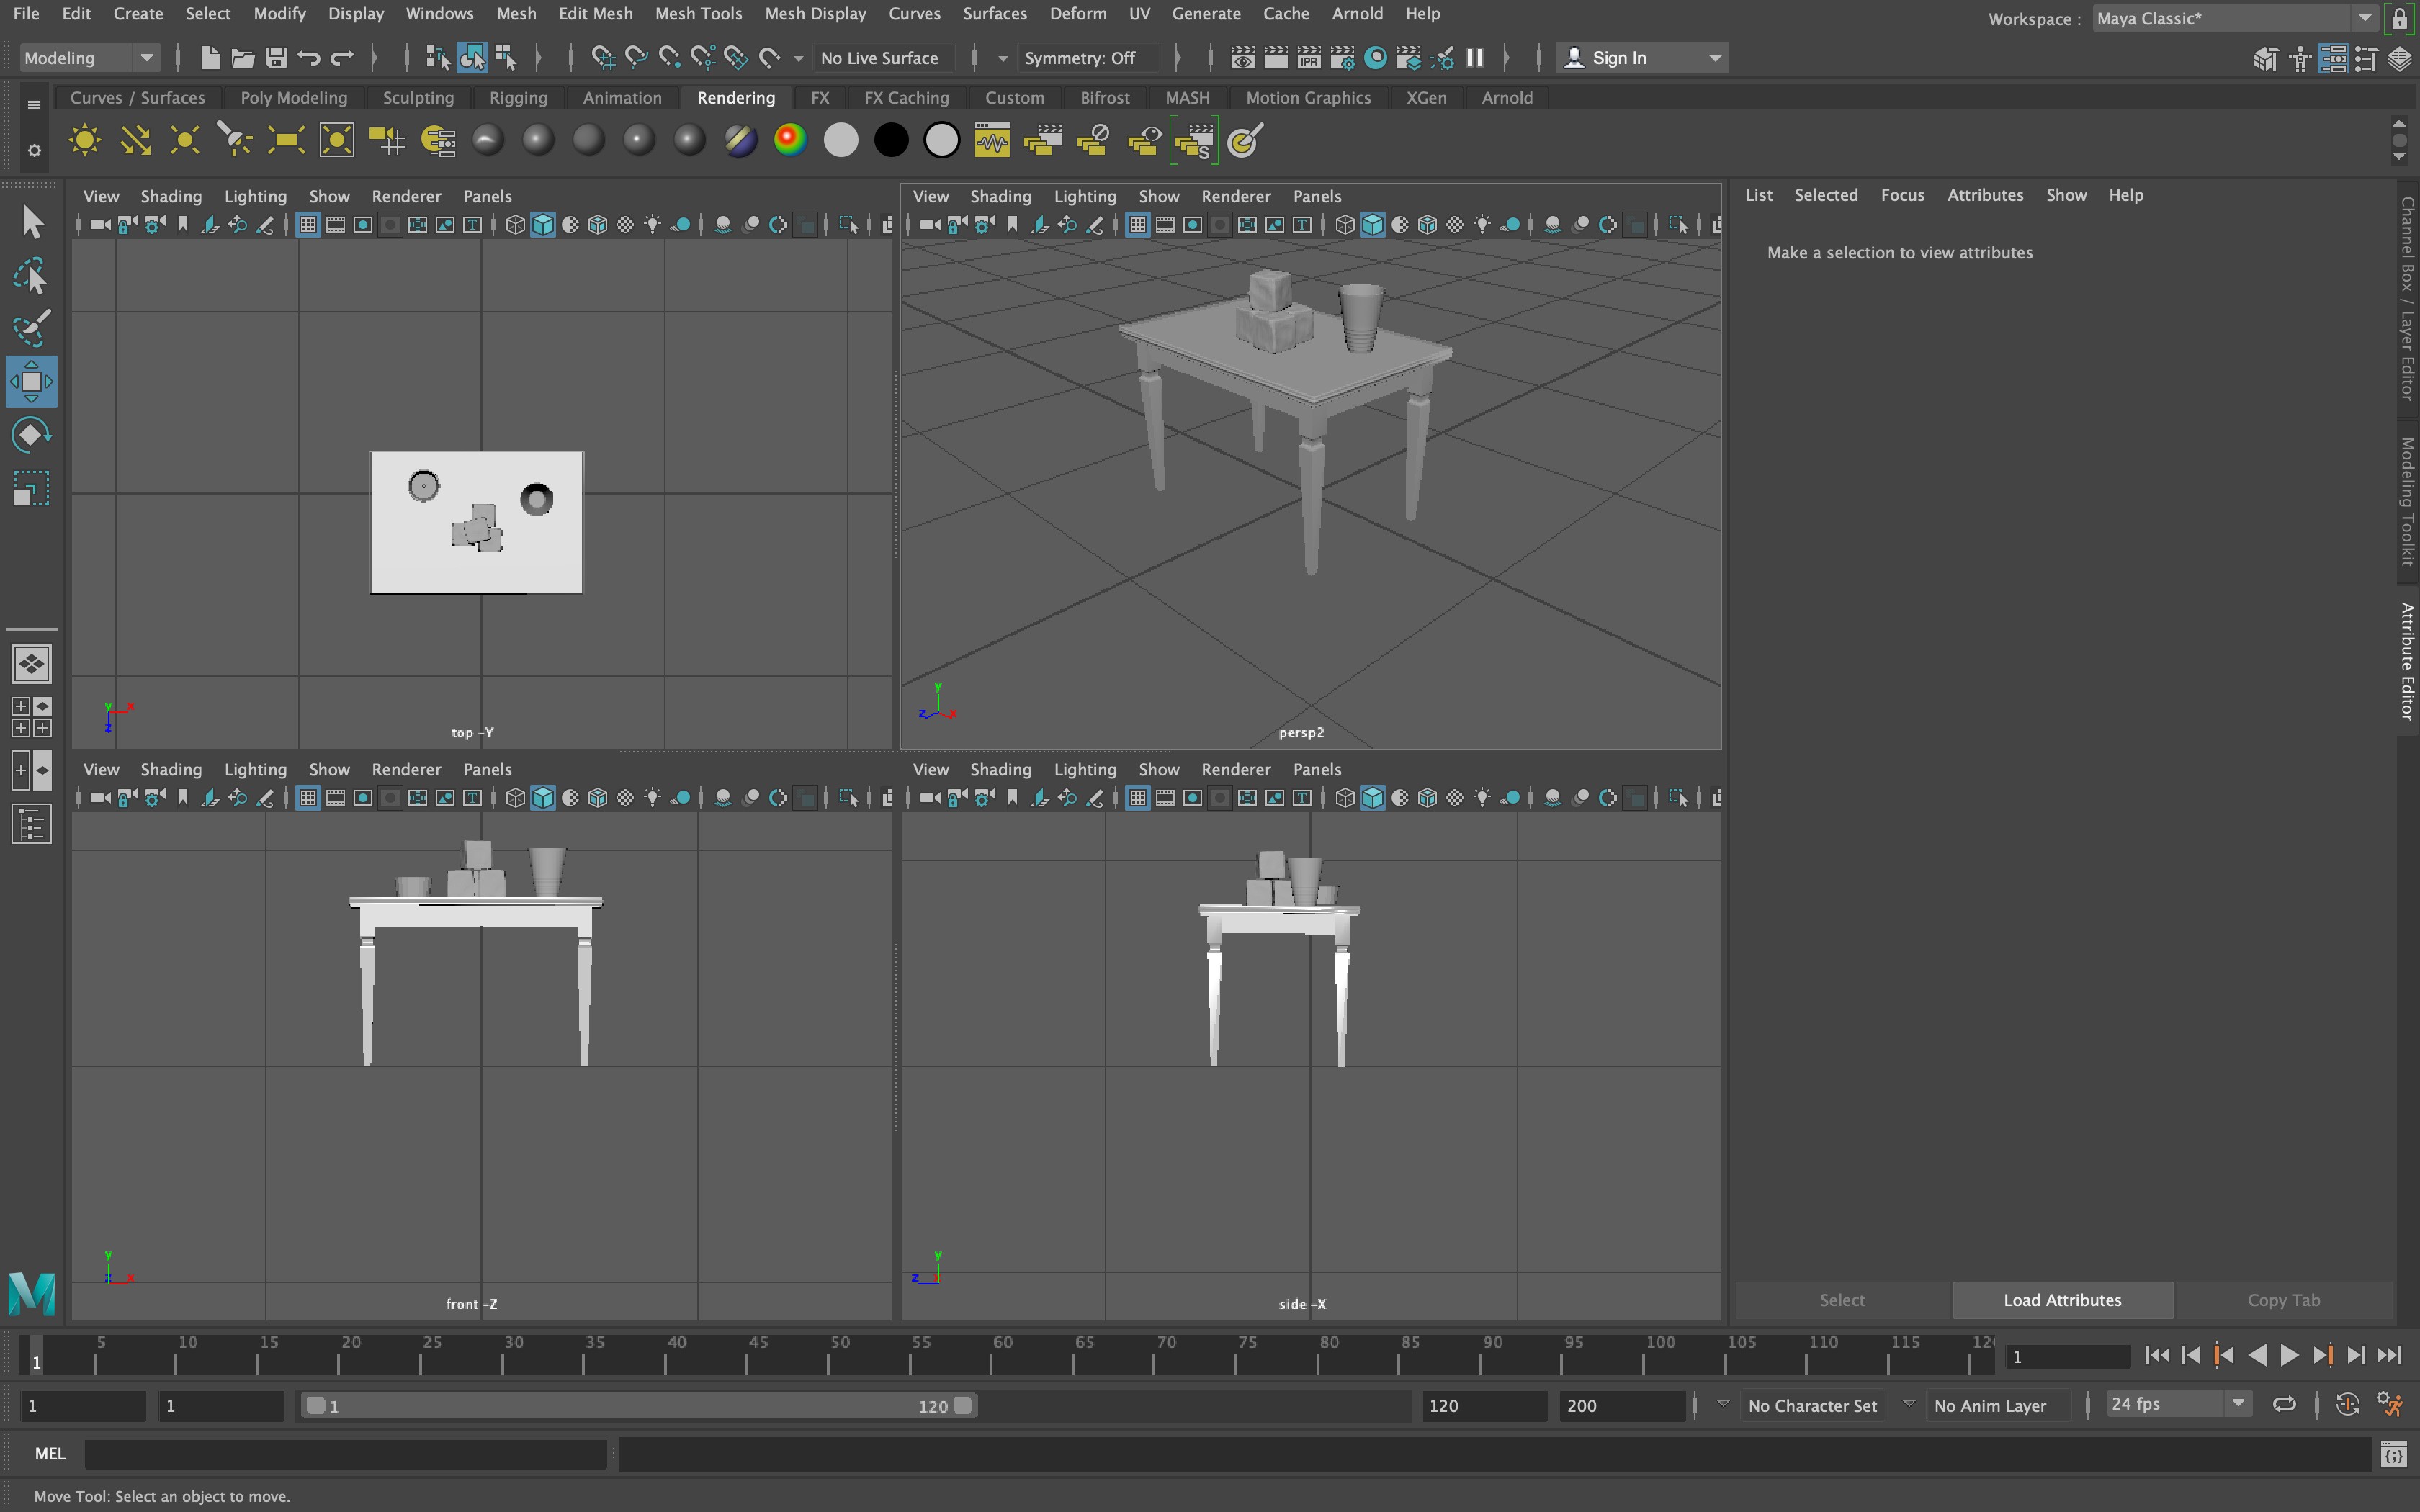 File Edit Create Select Modify Display Windows Mesh Edit Mesh Mesh Tools Mesh Display Curves Surfaces Deform UV Generate Cache Arnold Help
Workspace : Maya Classic*
Modeling No Live Surface Symmetry: Off IPR Sign In
Curves / Surfaces Poly Modeling Sculpting Rigging Animation Rendering FX FX Caching Custom Bifrost MASH Motion Graphics XGen Arnold
S
View Shading Lighting Show Renderer Panels
View Shading Lighting Show Renderer Panels
List Selected Focus Attributes Show Help
Make a selection to view attributes
Channel Box / Layer Editor
Modeling Toolkit
Attribute Editor
y x z
top -Y
y z x
persp2
View Shading Lighting Show Renderer Panels
View Shading Lighting Show Renderer Panels
y z x
front -Z
y z
side -X
Select Load Attributes Copy Tab
M
5 10 15 20 25 30 35 40 45 50 55 60 65 70 75 80 85 90 95 100 105 110 115 12
1
1
1 1 1 120 120 200 No Character Set No Anim Layer 24 fps
MEL
Move Tool: Select an object to move.